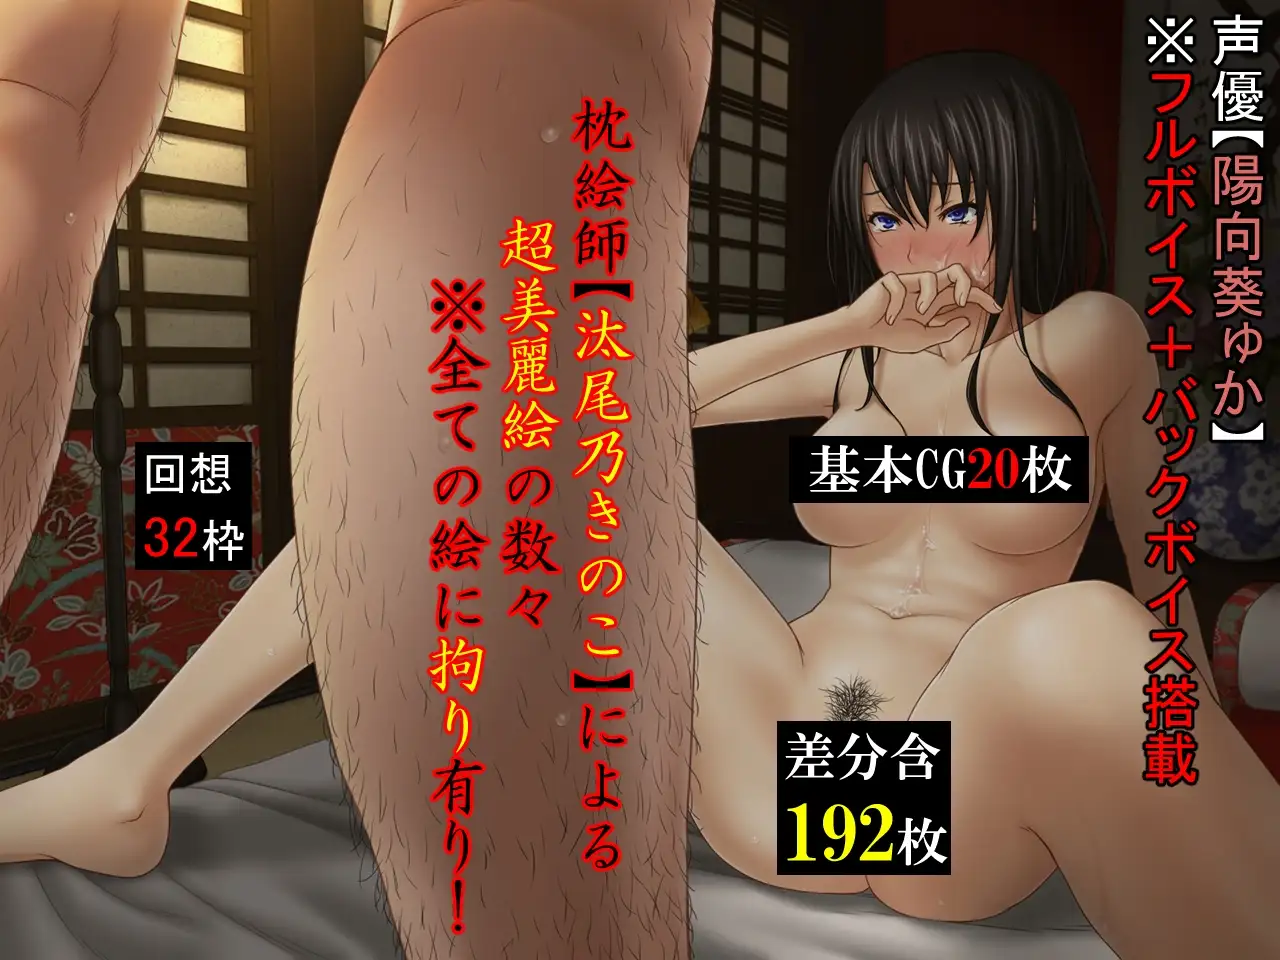 声優【陽向葵ゅか】
※フルボイス+バックボイス搭載
枕絵師【汰尾乃きのこ】による
超美麗絵の数々
※全ての絵に拘り有り!
回想
32枠
基本CG20枚
差分含
192枚